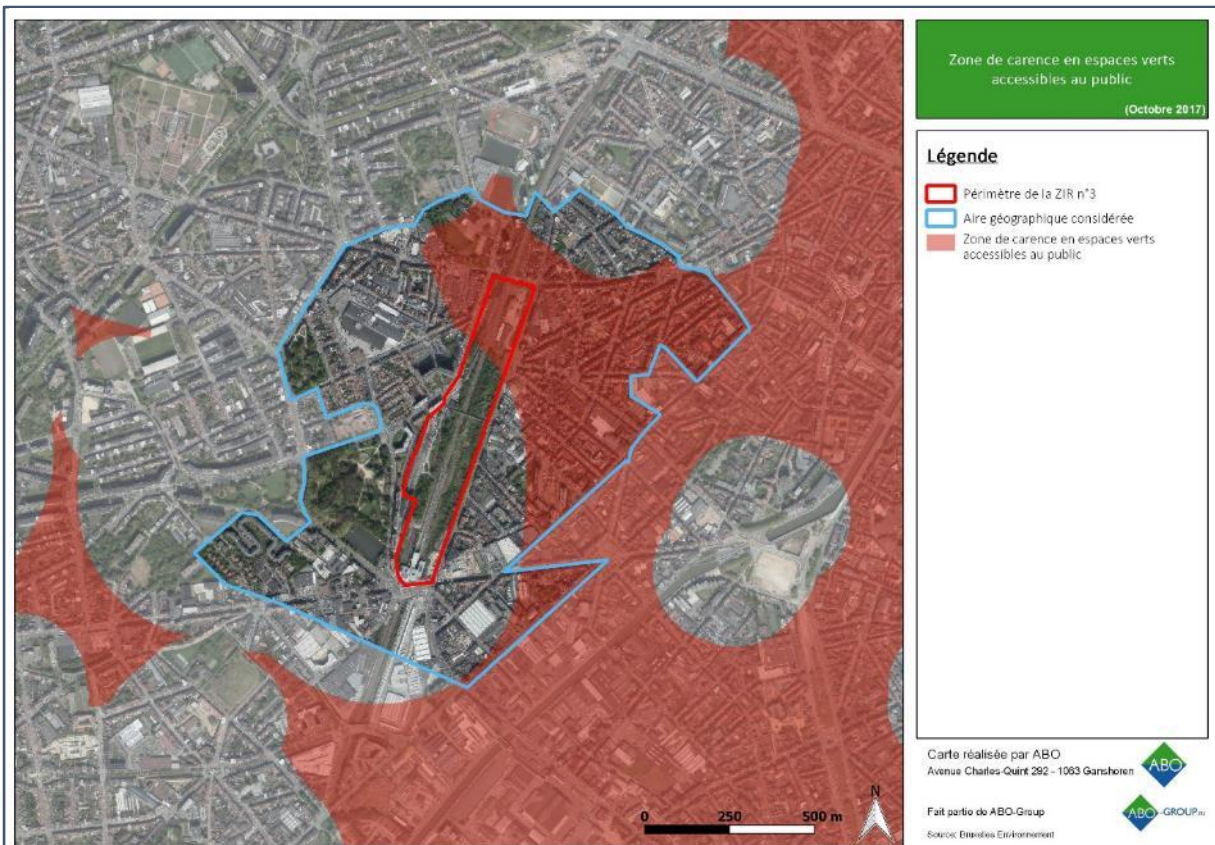 Zone de carence en espaces verts
accessibles au public
(Octobre 2017)
Légende
Périmètre de la ZIR n°3
Aire géographique considérée
Zone de carence en espaces verts
accessibles au public
N
0 250 500 m
Carte réalisée par ABO
Avenue Charles-Quint 292 - 1083 Ganshoren
ABO
Fait partie de ABO-Group
ABO-GROUP
Source: Bruxelles Environnement